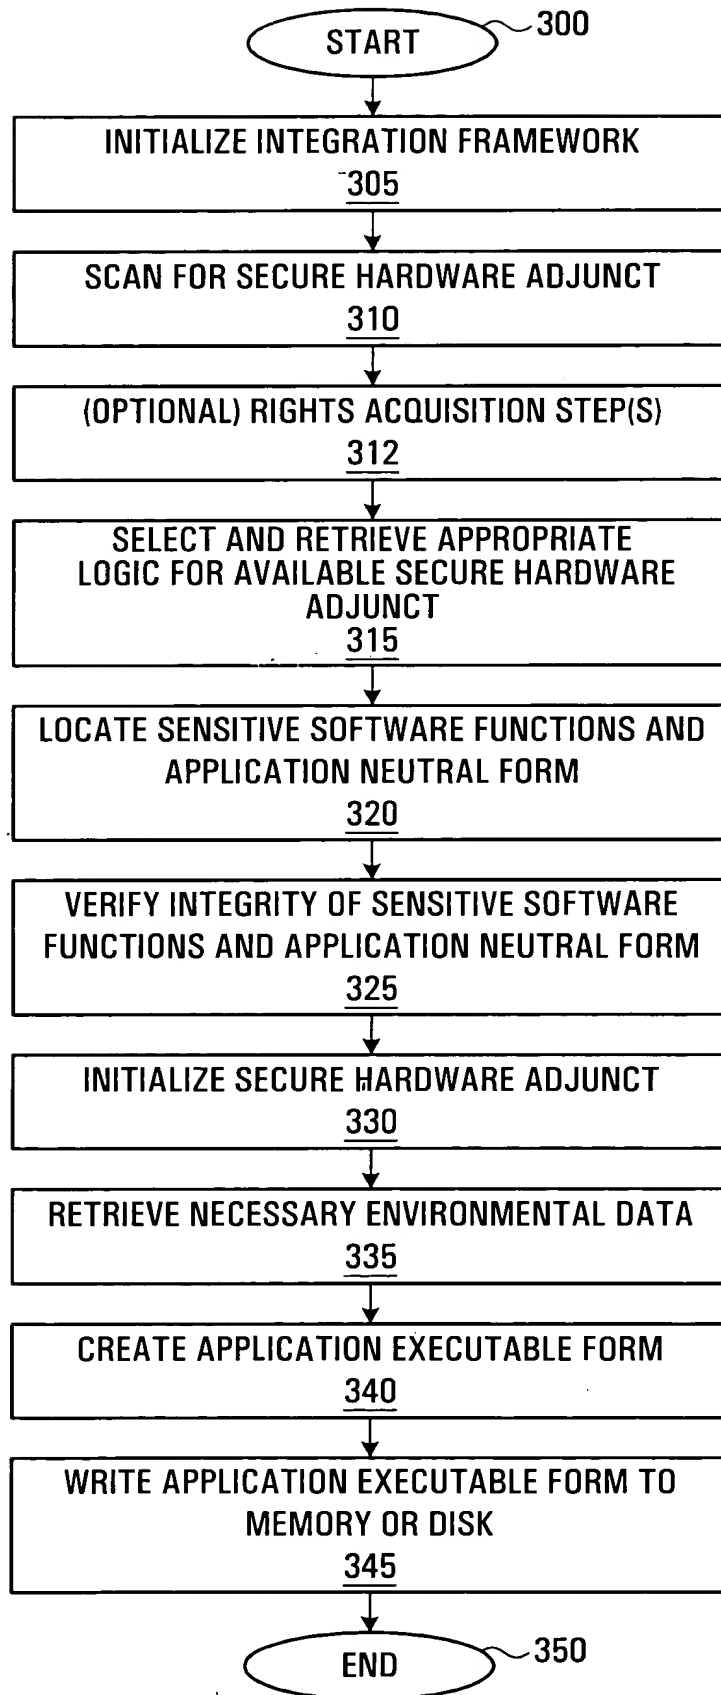 START
300
INITIALIZE INTEGRATION FRAMEWORK
305
SCAN FOR SECURE HARDWARE ADJUNCT
310
(OPTIONAL) RIGHTS ACQUISITION STEP(S)
312
SELECT AND RETRIEVE APPROPRIATE
LOGIC FOR AVAILABLE SECURE HARDWARE
ADJUNCT
315
LOCATE SENSITIVE SOFTWARE FUNCTIONS AND
APPLICATION NEUTRAL FORM
320
VERIFY INTEGRITY OF SENSITIVE SOFTWARE
FUNCTIONS AND APPLICATION NEUTRAL FORM
325
INITIALIZE SECURE HARDWARE ADJUNCT
330
RETRIEVE NECESSARY ENVIRONMENTAL DATA
335
CREATE APPLICATION EXECUTABLE FORM
340
WRITE APPLICATION EXECUTABLE FORM TO
MEMORY OR DISK
345
END
350